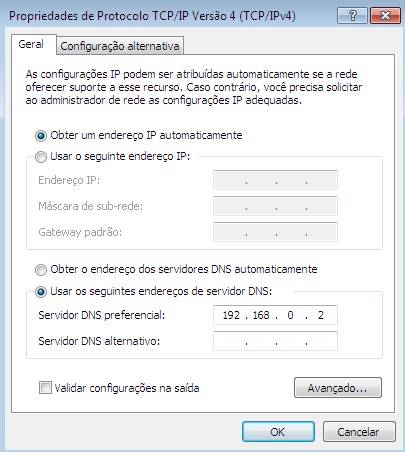 Propriedades de Protocolo TCP/IP Versão 4 (TCP/IPv4)
Geral
Configuração alternativa
As configurações IP podem ser atribuídas automaticamente se a rede
oferecer suporte a esse recurso. Caso contrário, você precisa solicitar
ao administrador de rede as configurações IP adequadas.
Obter um endereço IP automaticamente
Usar o seguinte endereço IP:
Endereço IP:
Máscara de sub-rede:
Gateway padrão:
Obter o endereço dos servidores DNS automaticamente
Usar os seguintes endereços de servidor DNS:
Servidor DNS preferencial: 192 . 168 . 0 . 2
Servidor DNS alternativo: . . .
Validar configurações na saída
Avançado...
OK
Cancelar